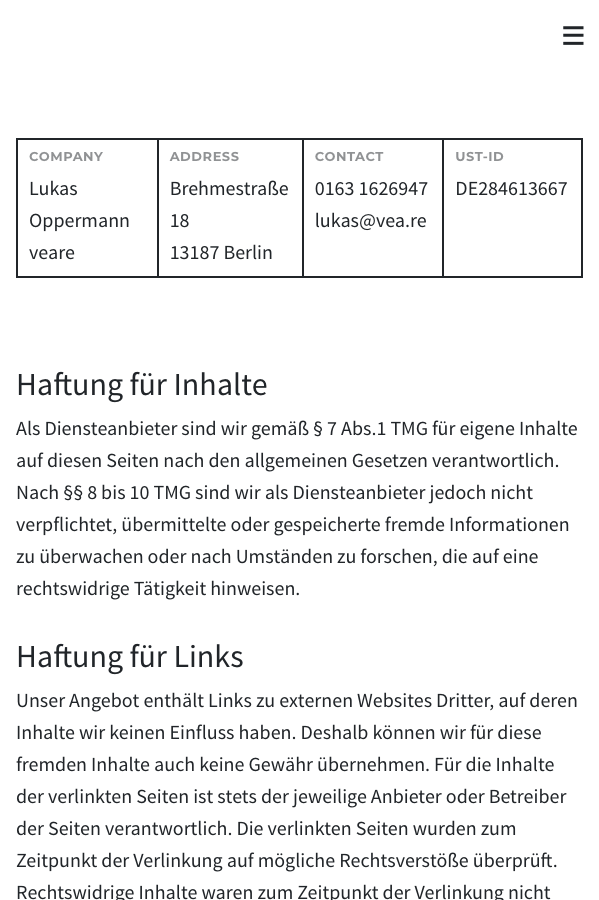 COMPANY
Lukas
Oppermann
veare
ADDRESS
Brehmestraße
18
13187 Berlin
CONTACT
0163 1626947
lukas@vea.re
UST-ID
DE284613667
Haftung für Inhalte
Als Diensteanbieter sind wir gemäß § 7 Abs.1 TMG für eigene Inhalte
auf diesen Seiten nach den allgemeinen Gesetzen verantwortlich.
Nach §§ 8 bis 10 TMG sind wir als Diensteanbieter jedoch nicht
verpflichtet, übermittelte oder gespeicherte fremde Informationen
zu überwachen oder nach Umständen zu forschen, die auf eine
rechtswidrige Tätigkeit hinweisen.
Haftung für Links
Unser Angebot enthält Links zu externen Websites Dritter, auf deren
Inhalte wir keinen Einfluss haben. Deshalb können wir für diese
fremden Inhalte auch keine Gewähr übernehmen. Für die Inhalte
der verlinkten Seiten ist stets der jeweilige Anbieter oder Betreiber
der Seiten verantwortlich. Die verlinkten Seiten wurden zum
Zeitpunkt der Verlinkung auf mögliche Rechtsverstöße überprüft.
Rechtswidrige Inhalte waren zum Zeitpunkt der Verlinkung nicht